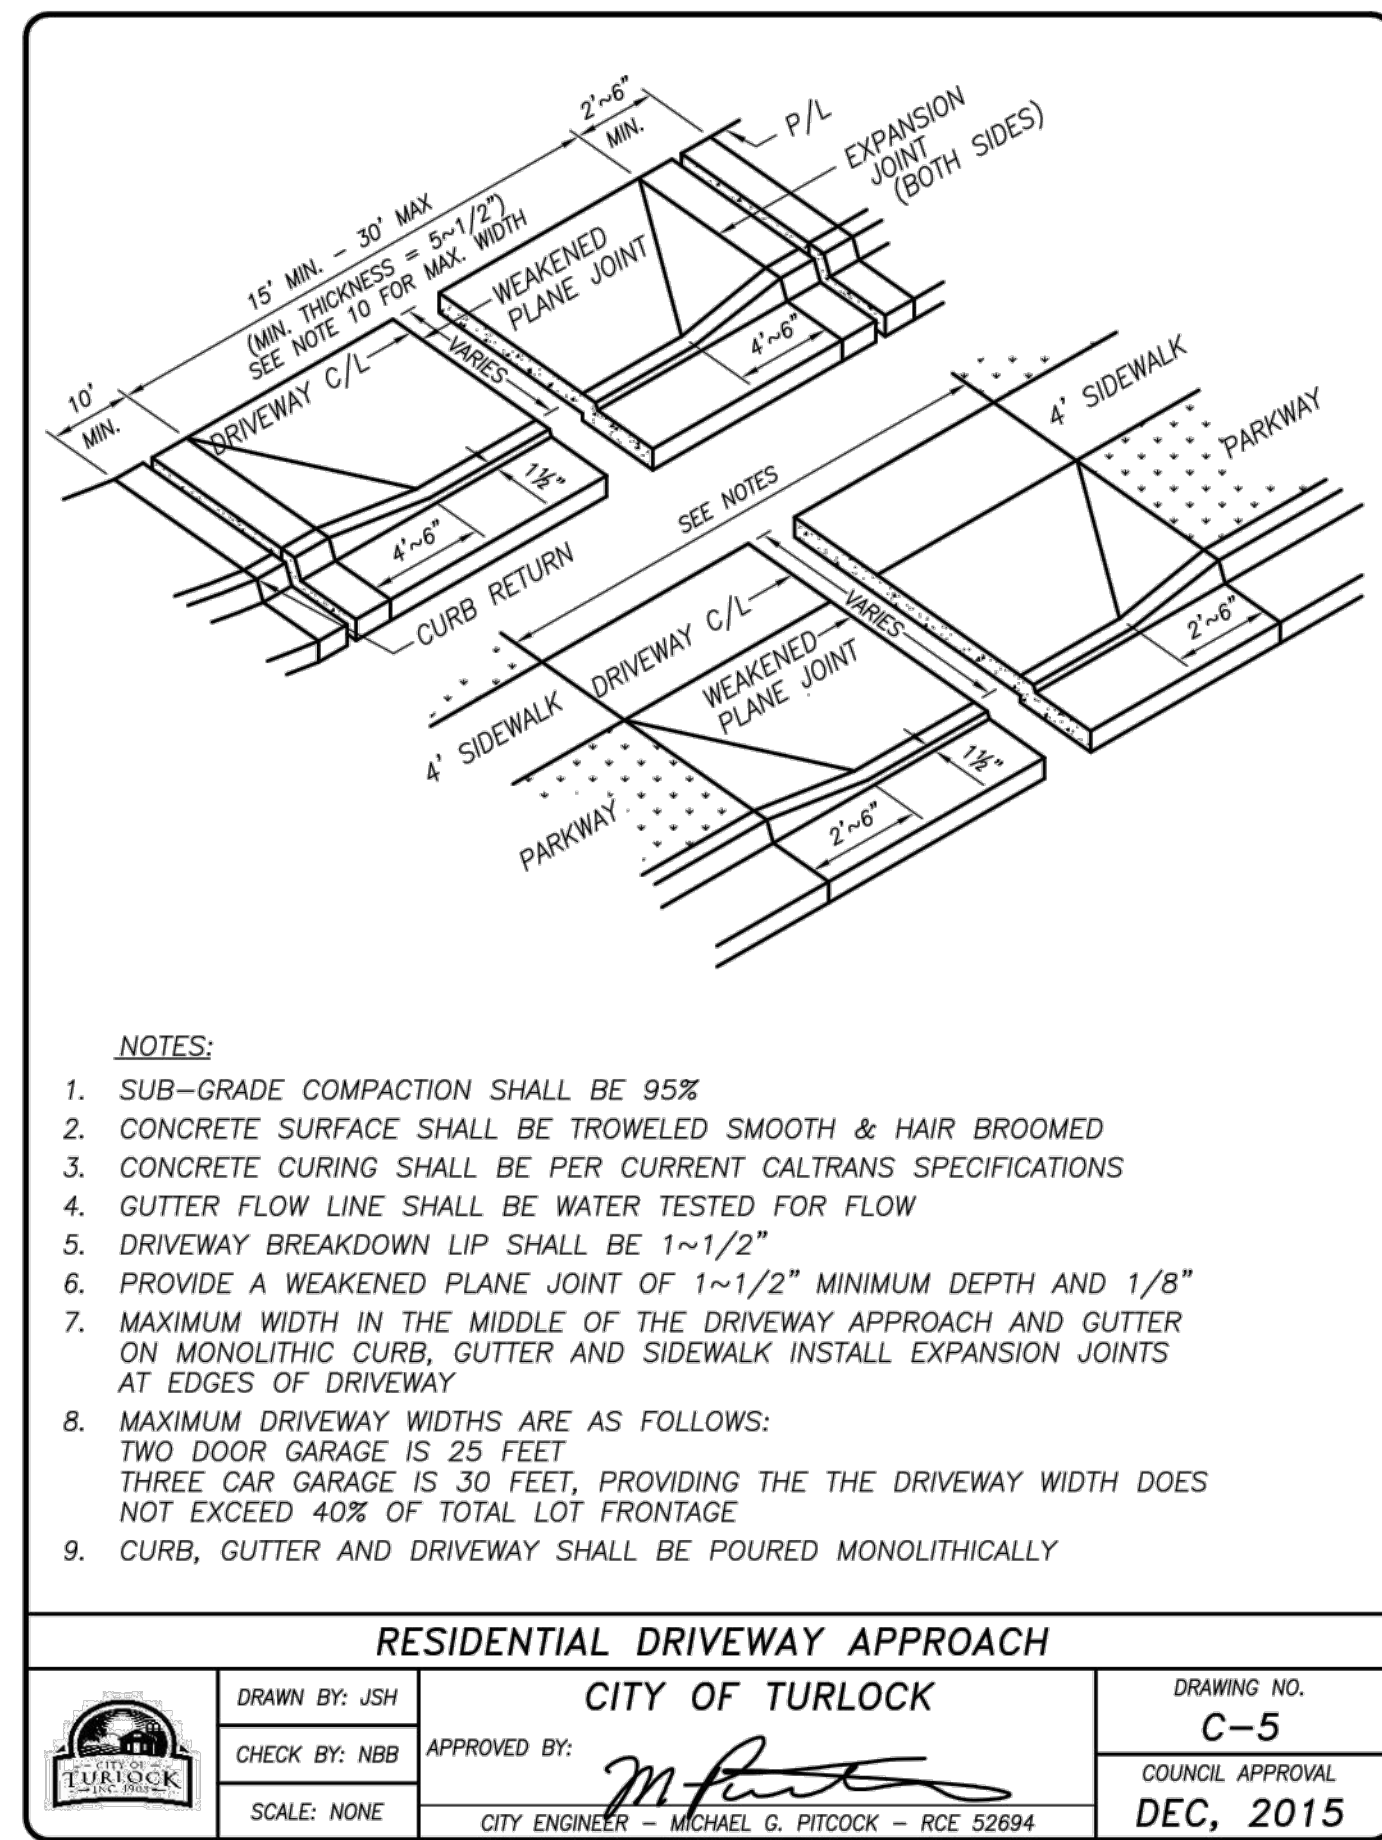 2'~6"
MIN.
P/L
EXPANSION
JOINT
(BOTH SIDES)
15' MIN. - 30' MAX
(MIN. THICKNESS = 5~1/2")
SEE NOTE 10 FOR MAX. WIDTH
WEAKENED
PLANE JOINT
10'
MIN.
DRIVEWAY C/L
VARIES
4'~6"
1½"
4'~6"
CURB RETURN
4' SIDEWALK
PARKWAY
SEE NOTES
DRIVEWAY C/L
VARIES
WEAKENED
PLANE JOINT
2'~6"
4' SIDEWALK
PARKWAY
1½"
2'~6"
NOTES:
1. SUB-GRADE COMPACTION SHALL BE 95%
2. CONCRETE SURFACE SHALL BE TROWELED SMOOTH & HAIR BROOMED
3. CONCRETE CURING SHALL BE PER CURRENT CALTRANS SPECIFICATIONS
4. GUTTER FLOW LINE SHALL BE WATER TESTED FOR FLOW
5. DRIVEWAY BREAKDOWN LIP SHALL BE 1~1/2"
6. PROVIDE A WEAKENED PLANE JOINT OF 1~1/2" MINIMUM DEPTH AND 1/8"
7. MAXIMUM WIDTH IN THE MIDDLE OF THE DRIVEWAY APPROACH AND GUTTER
ON MONOLITHIC CURB, GUTTER AND SIDEWALK INSTALL EXPANSION JOINTS
AT EDGES OF DRIVEWAY
8. MAXIMUM DRIVEWAY WIDTHS ARE AS FOLLOWS:
TWO DOOR GARAGE IS 25 FEET
THREE CAR GARAGE IS 30 FEET, PROVIDING THE THE DRIVEWAY WIDTH DOES
NOT EXCEED 40% OF TOTAL LOT FRONTAGE
9. CURB, GUTTER AND DRIVEWAY SHALL BE POURED MONOLITHICALLY
RESIDENTIAL DRIVEWAY APPROACH
CITY OF
TURLOCK
INC. 1908
DRAWN BY: JSH
CHECK BY: NBB
SCALE: NONE
CITY OF TURLOCK
APPROVED BY:
CITY ENGINEER - MICHAEL G. PITCOCK - RCE 52694
DRAWING NO.
C-5
COUNCIL APPROVAL
DEC, 2015